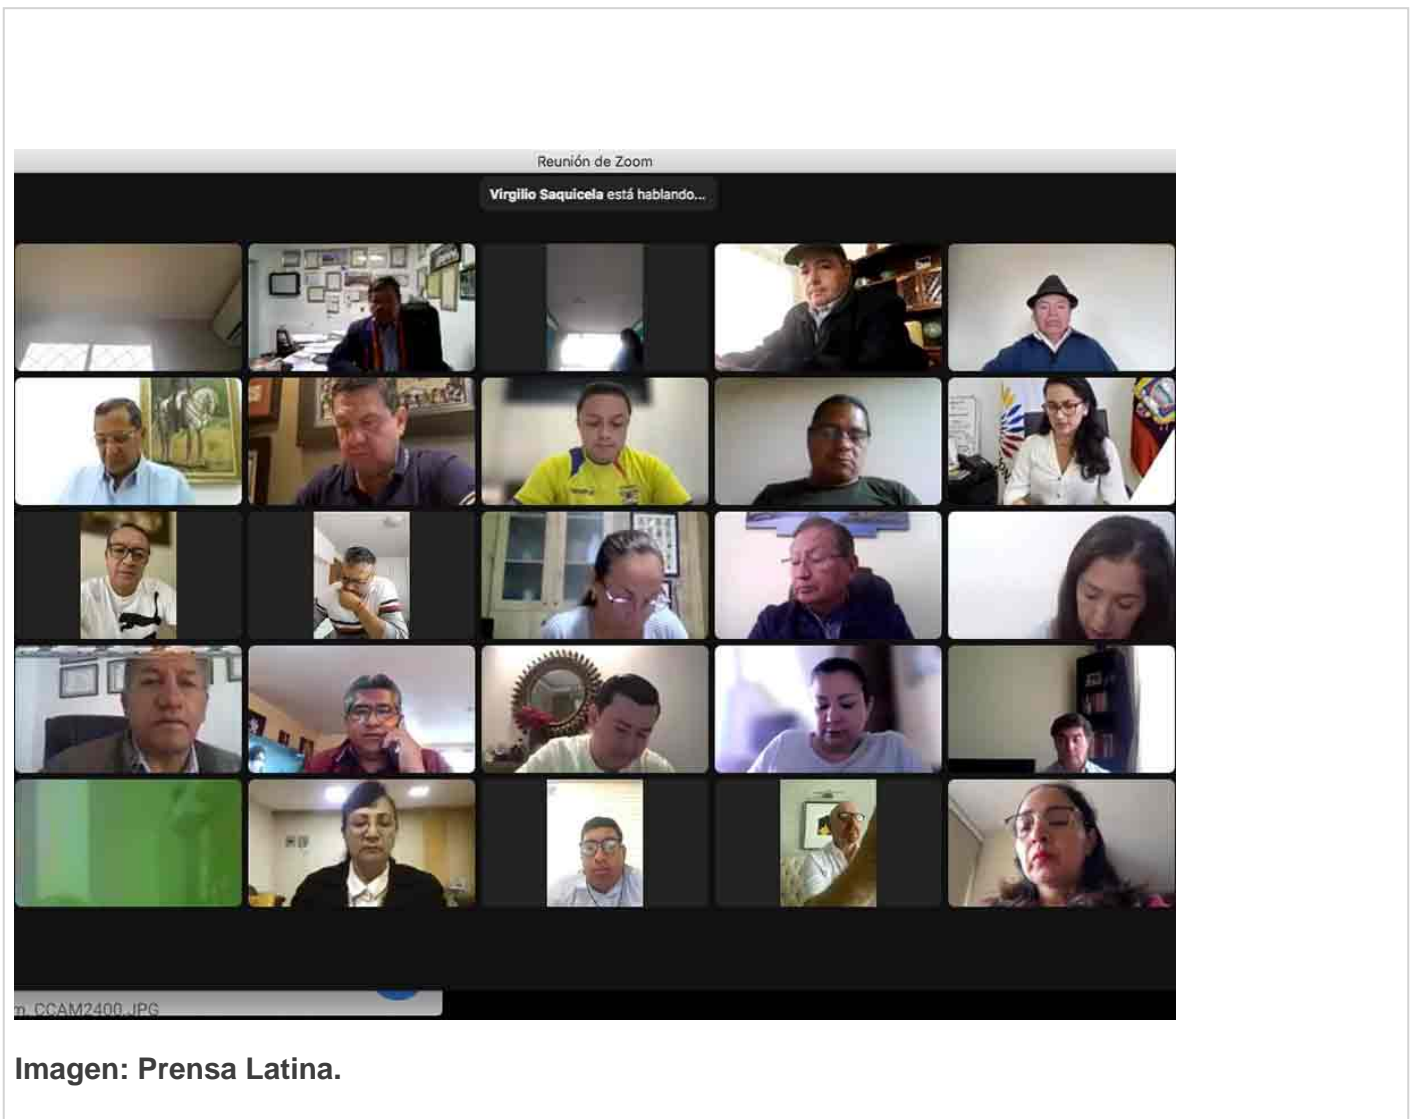 Reunión de Zoom
Virgilio Saquicela está hablando...
m. CCAM2400.JPG
Imagen: Prensa Latina.